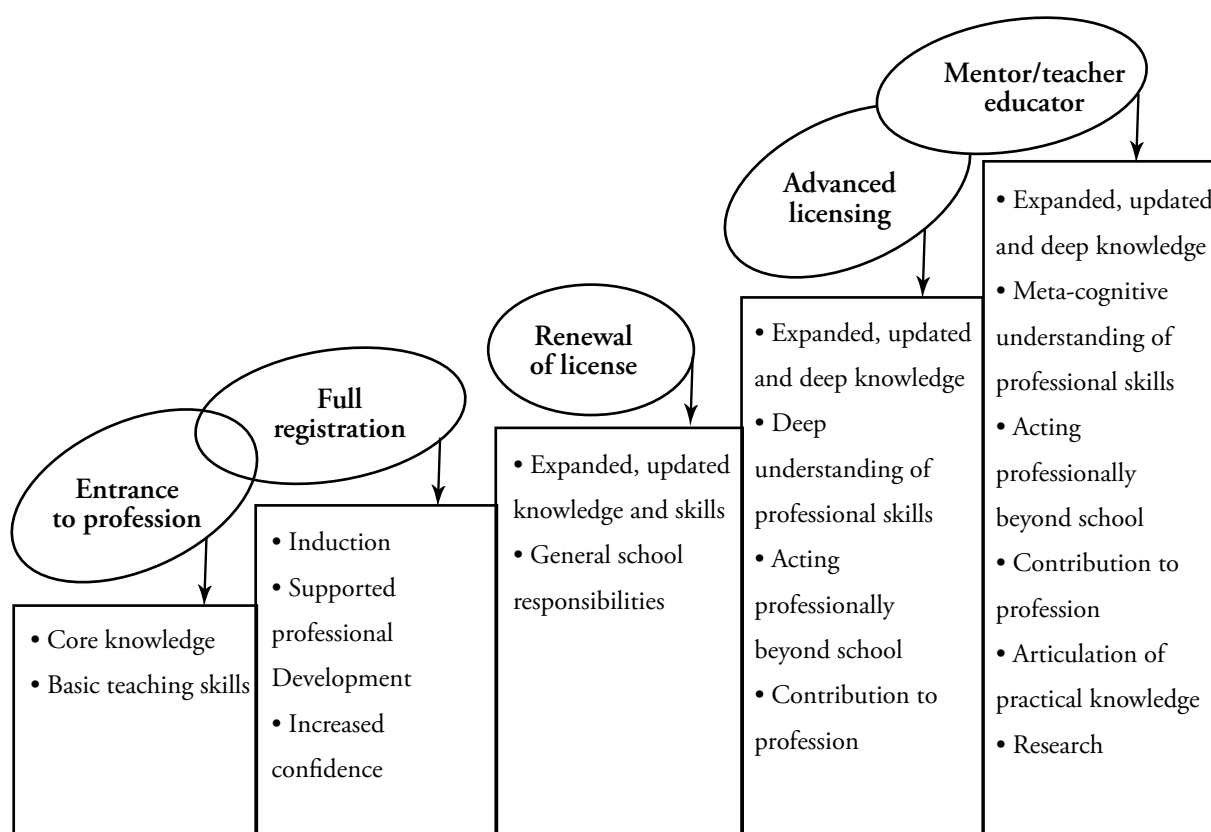 Entrance
to profession
• Core knowledge
• Basic teaching skills
Full
registration
• Induction
• Supported
professional
Development
• Increased
confidence
Renewal
of license
• Expanded, updated
knowledge and skills
• General school
responsibilities
Advanced
licensing
• Expanded, updated
and deep knowledge
• Deep
understanding of
professional skills
• Acting
professionally
beyond school
• Contribution to
profession
Mentor/teacher
educator
• Expanded, updated
and deep knowledge
• Meta-cognitive
understanding of
professional skills
• Acting
professionally
beyond school
• Contribution to
profession
• Articulation of
practical knowledge
• Research